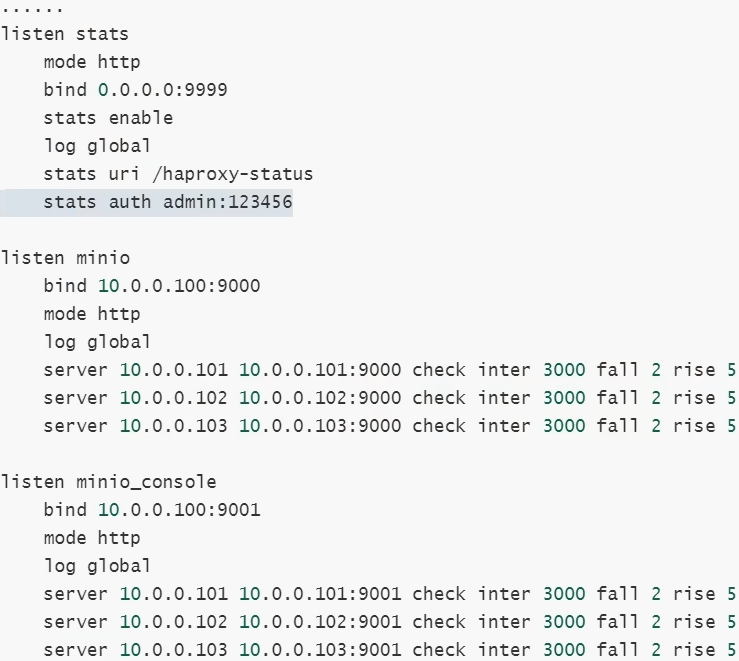 ......
listen stats
    mode http
    bind 0.0.0.0:9999
    stats enable
    log global
    stats uri /haproxy-status
    stats auth admin:123456

listen minio
    bind 10.0.0.100:9000
    mode http
    log global
    server 10.0.0.101 10.0.0.101:9000 check inter 3000 fall 2 rise 5
    server 10.0.0.102 10.0.0.102:9000 check inter 3000 fall 2 rise 5
    server 10.0.0.103 10.0.0.103:9000 check inter 3000 fall 2 rise 5

listen minio_console
    bind 10.0.0.100:9001
    mode http
    log global
    server 10.0.0.101 10.0.0.101:9001 check inter 3000 fall 2 rise 5
    server 10.0.0.102 10.0.0.102:9001 check inter 3000 fall 2 rise 5
    server 10.0.0.103 10.0.0.103:9001 check inter 3000 fall 2 rise 5